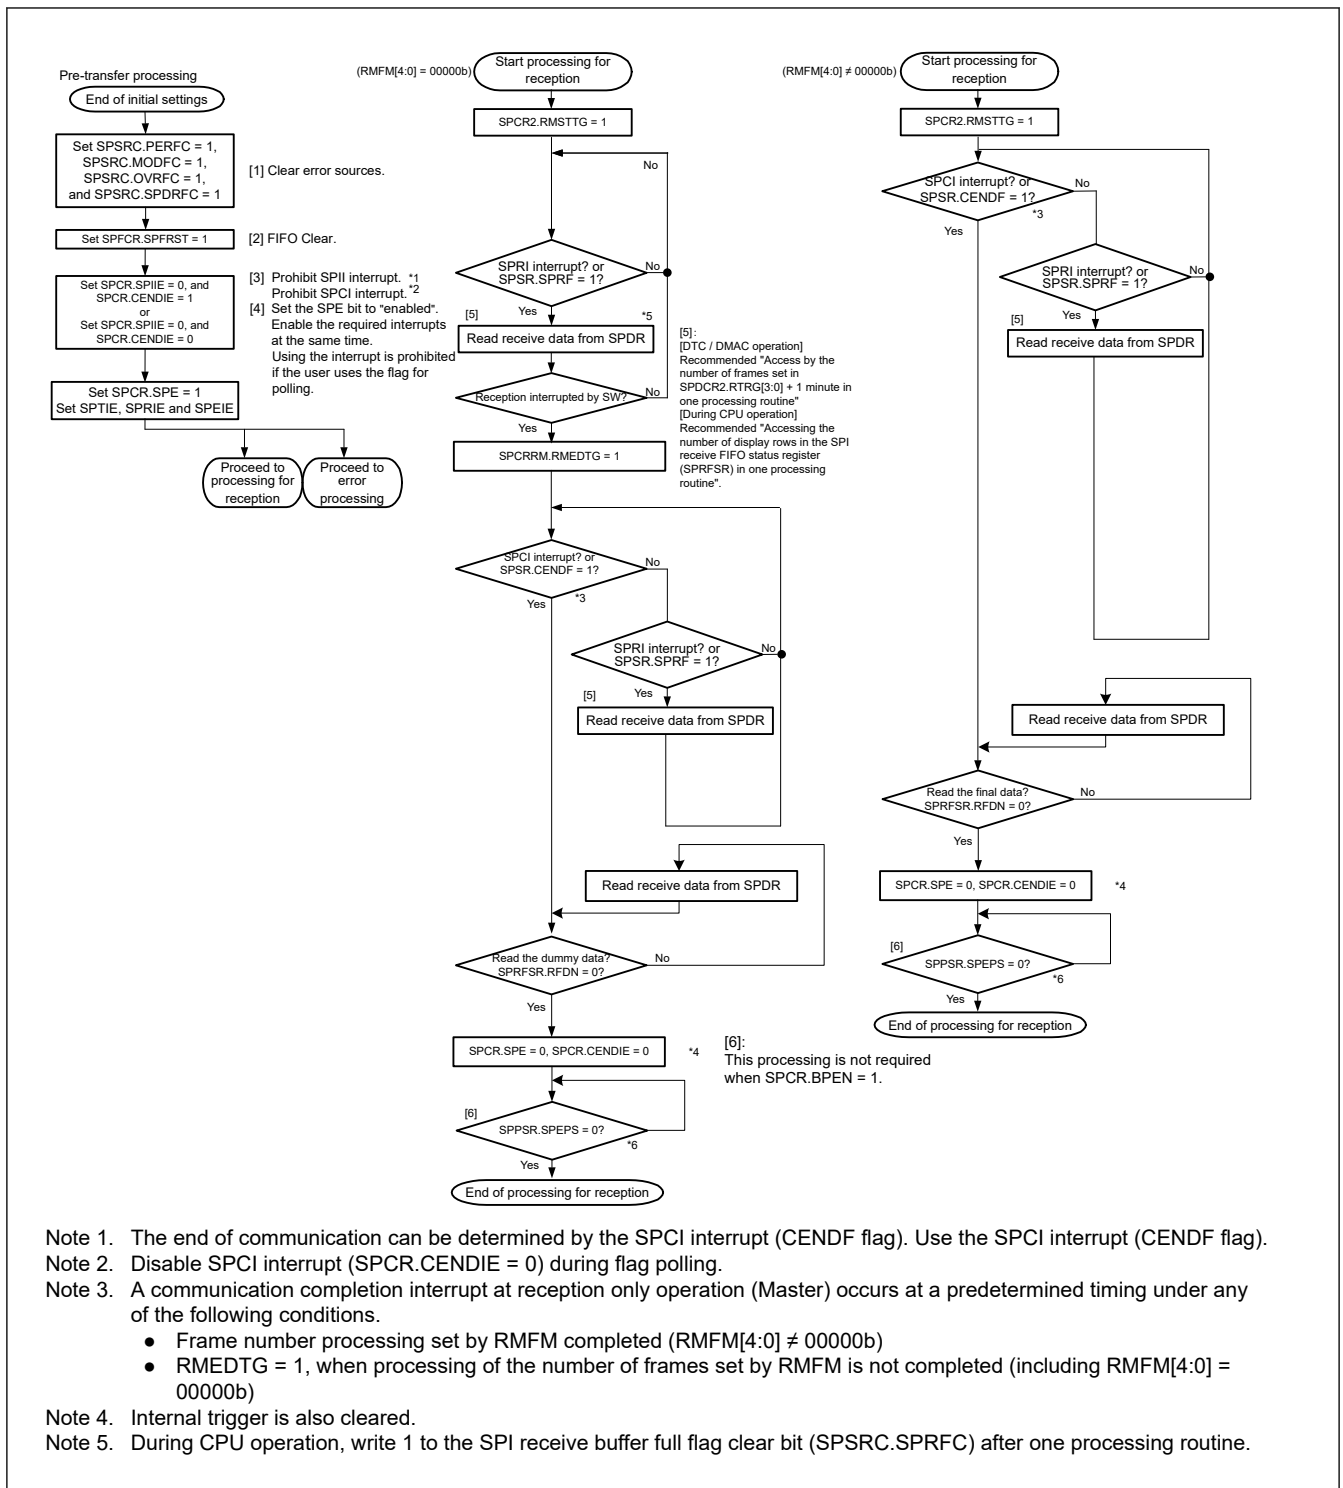 Pre-transfer processing
End of initial settings
Set SPSRC.PERFC = 1,
SPSRC.MODFC = 1,
SPSRC.OVRFC = 1,
and SPSRC.SPDRFC = 1
[1] Clear error sources.
Set SPFCR.SPFRST = 1
[2] FIFO Clear.
Set SPCR.SPIIE = 0, and
SPCR.CENDIE = 1
or
Set SPCR.SPIIE = 0, and
SPCR.CENDIE = 0
[3] Prohibit SPII interrupt. *1
Prohibit SPCI interrupt. *2
[4] Set the SPE bit to "enabled".
Enable the required interrupts
at the same time.
Using the interrupt is prohibited
if the user uses the flag for
polling.
Set SPCR.SPE = 1
Set SPTIE, SPRIE and SPEIE
Proceed to
processing for
reception
Proceed to
error
processing
(RMFM[4:0] = 00000b)
Start processing for
reception
SPCR2.RMSTTG = 1
No
SPRI interrupt? or
SPSR.SPRF = 1?
No
Yes
[5]
*5
Read receive data from SPDR
Reception interrupted by SW?
No
Yes
SPCRRM.RMEDTG = 1
[5]:
[DTC / DMAC operation]
Recommended "Access by the
number of frames set in
SPDCR2.RTRG[3:0] + 1 minute in
one processing routine"
[During CPU operation]
Recommended "Accessing the
number of display rows in the SPI
receive FIFO status register
(SPRFSR) in one processing
routine".
SPCI interrupt? or
SPSR.CENDF = 1?
No
Yes
*3
SPRI interrupt? or
SPSR.SPRF = 1?
No
[5]
Yes
Read receive data from SPDR
Read receive data from SPDR
Read the dummy data?
SPRFSR.RFDN = 0?
No
Yes
SPCR.SPE = 0, SPCR.CENDIE = 0
*4
[6]:
This processing is not required
when SPCR.BPEN = 1.
[6]
SPPSR.SPEPS = 0?
*6
Yes
End of processing for reception
(RMFM[4:0] ≠ 00000b)
Start processing for
reception
SPCR2.RMSTTG = 1
SPCI interrupt? or
SPSR.CENDF = 1?
No
*3
Yes
SPRI interrupt? or
SPSR.SPRF = 1?
No
[5]
Yes
Read receive data from SPDR
Read receive data from SPDR
Read the final data?
SPRFSR.RFDN = 0?
No
Yes
SPCR.SPE = 0, SPCR.CENDIE = 0
*4
[6]
SPPSR.SPEPS = 0?
*6
Yes
End of processing for reception
Note 1. The end of communication can be determined by the SPCI interrupt (CENDF flag). Use the SPCI interrupt (CENDF flag).
Note 2. Disable SPCI interrupt (SPCR.CENDIE = 0) during flag polling.
Note 3. A communication completion interrupt at reception only operation (Master) occurs at a predetermined timing under any
of the following conditions.
● Frame number processing set by RMFM completed (RMFM[4:0] ≠ 00000b)
● RMEDTG = 1, when processing of the number of frames set by RMFM is not completed (including RMFM[4:0] =
00000b)
Note 4. Internal trigger is also cleared.
Note 5. During CPU operation, write 1 to the SPI receive buffer full flag clear bit (SPSRC.SPRFC) after one processing routine.